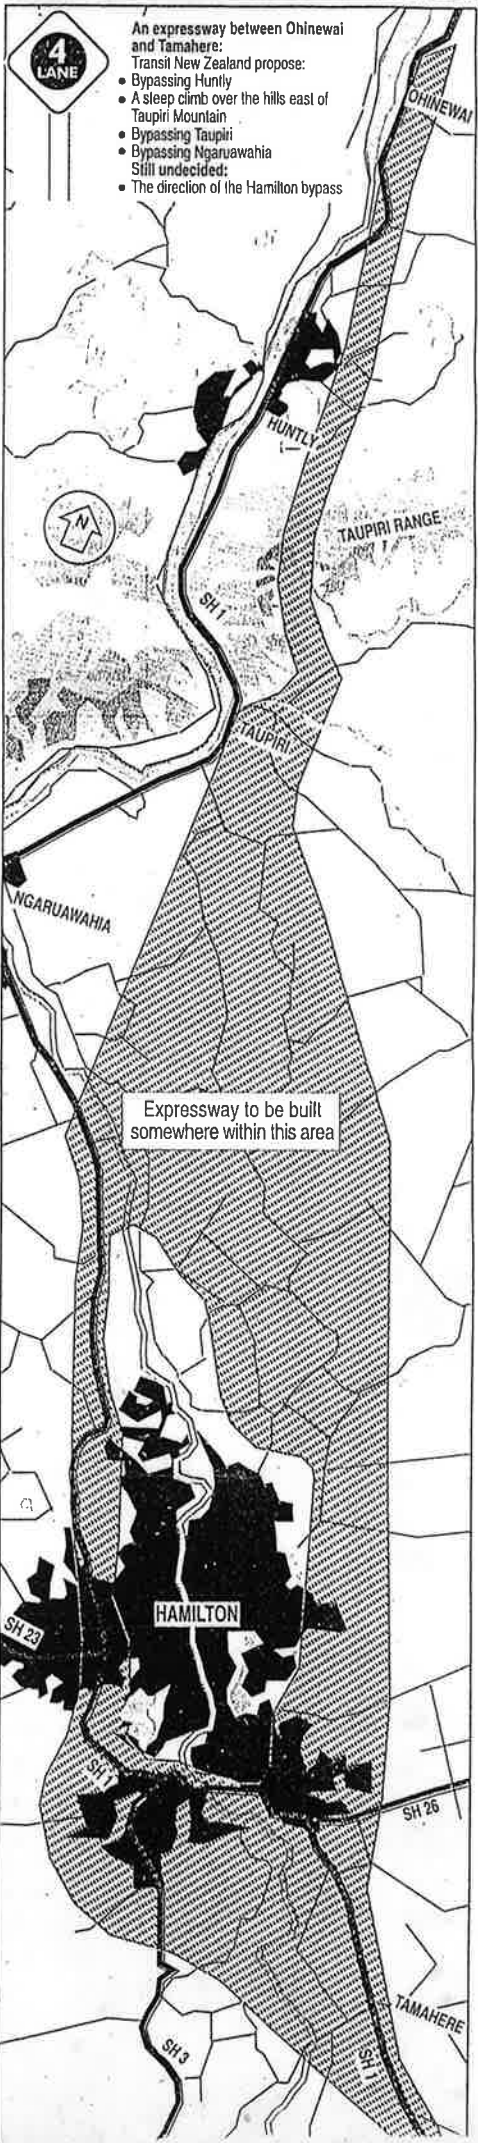 4
LANE
An expressway between Ohinewai
and Tamahere:
Transit New Zealand propose:
• Bypassing Huntly
• A sleep climb over the hills east of
Taupiri Mountain
• Bypassing Taupiri
• Bypassing Ngaruawahia
Still undecided:
• The direction of the Hamilton bypass
OHINEWAI
HUNTLY
N
TAUPIRI RANGE
SH 1
TAUPIRI
NGARUAWAHIA
Expressway to be built
somewhere within this area
HAMILTON
SH 23
SH 1
SH 26
TAMAHERE
SH 3
SH 1